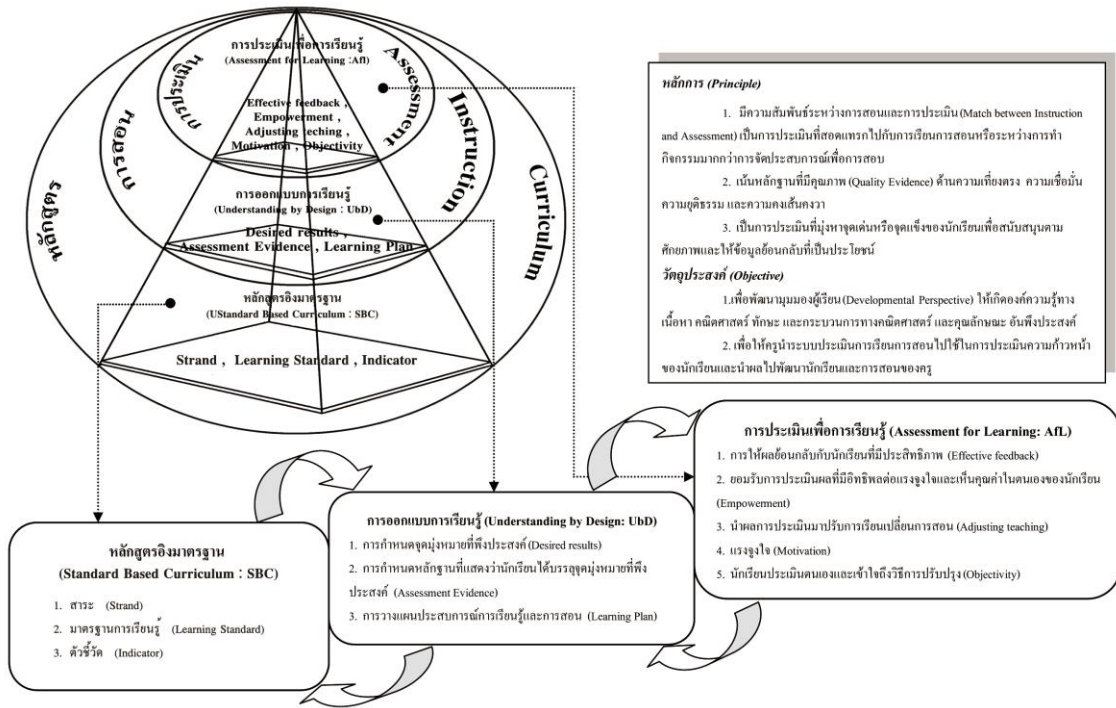 การประเมินเพื่อการเรียนรู้
(Assessment for Learning :Afl)
การประเมิน
Assessment
Effective feedback ,
Empowerment ,
Adjusting teching ,
Motivation , Objectivity
การสอน
Instruction
การออกแบบการเรียนรู้
(Understanding by Design : UbD)
Desired results ,
Assessment Evidence , Learning Plan
หลักสูตร
Curriculum
หลักสูตรอิงมาตรฐาน
(UStandard Based Curriculum : SBC)
Strand , Learning Standard , Indicator
หลักการ (Principle)
1. มีความสัมพันธ์ระหว่างการสอนและการประเมิน (Match between Instruction
and Assessment) เป็นการประเมินที่สอดแทรกไปกับการเรียนการสอนหรือระหว่างการทำ
กิจกรรมมากกว่าการจัดประสบการณ์เพื่อการสอบ
2. เน้นหลักฐานที่มีคุณภาพ (Quality Evidence) ด้านความเที่ยงตรง ความเชื่อมั่น
ความยุติธรรม และความคงเส้นคงวา
3. เป็นการประเมินที่มุ่งหาจุดเด่นหรือจุดแข็งของนักเรียนเพื่อสนับสนุนตาม
ศักยภาพและให้ข้อมูลย้อนกลับที่เป็นประโยชน์
วัตถุประสงค์ (Objective)
1.เพื่อพัฒนามุมมองผู้เรียน (Developmental Perspective) ให้เกิดองค์ความรู้ทาง
เนื้อหา คณิตศาสตร์ ทักษะ และกระบวนการทางคณิตศาสตร์ และคุณลักษณะ อันพึงประสงค์
2. เพื่อให้ครูนำระบบประเมินการเรียนการสอนไปใช้ในการประเมินความก้าวหน้า
ของนักเรียนและนำผลไปพัฒนานักเรียนและการสอนของครู
การประเมินเพื่อการเรียนรู้ (Assessment for Learning: AfL)
1. การให้ผลย้อนกลับกับนักเรียนที่มีประสิทธิภาพ (Effective feedback)
2. ยอมรับการประเมินผลที่มีอิทธิพลต่อแรงจูงใจและเห็นคุณค่าในตนเองของนักเรียน
(Empowerment)
3. นำผลการประเมินมาปรับการเรียนเปลี่ยนการสอน (Adjusting teaching)
4. แรงจูงใจ (Motivation)
5. นักเรียนประเมินตนเองและเข้าใจถึงวิธีการปรับปรุง (Objectivity)
การออกแบบการเรียนรู้ (Understanding by Design: UbD)
1. การกำหนดจุดมุ่งหมายที่พึงประสงค์ (Desired results)
2. การกำหนดหลักฐานที่แสดงว่านักเรียนได้บรรลุจุดมุ่งหมายที่พึง
ประสงค์ (Assessment Evidence)
3. การวางแผนประสบการณ์การเรียนรู้และการสอน (Learning Plan)
หลักสูตรอิงมาตรฐาน
(Standard Based Curriculum : SBC)
1. สาระ (Strand)
2. มาตรฐานการเรียนรู้ (Learning Standard)
3. ตัวชี้วัด (Indicator)